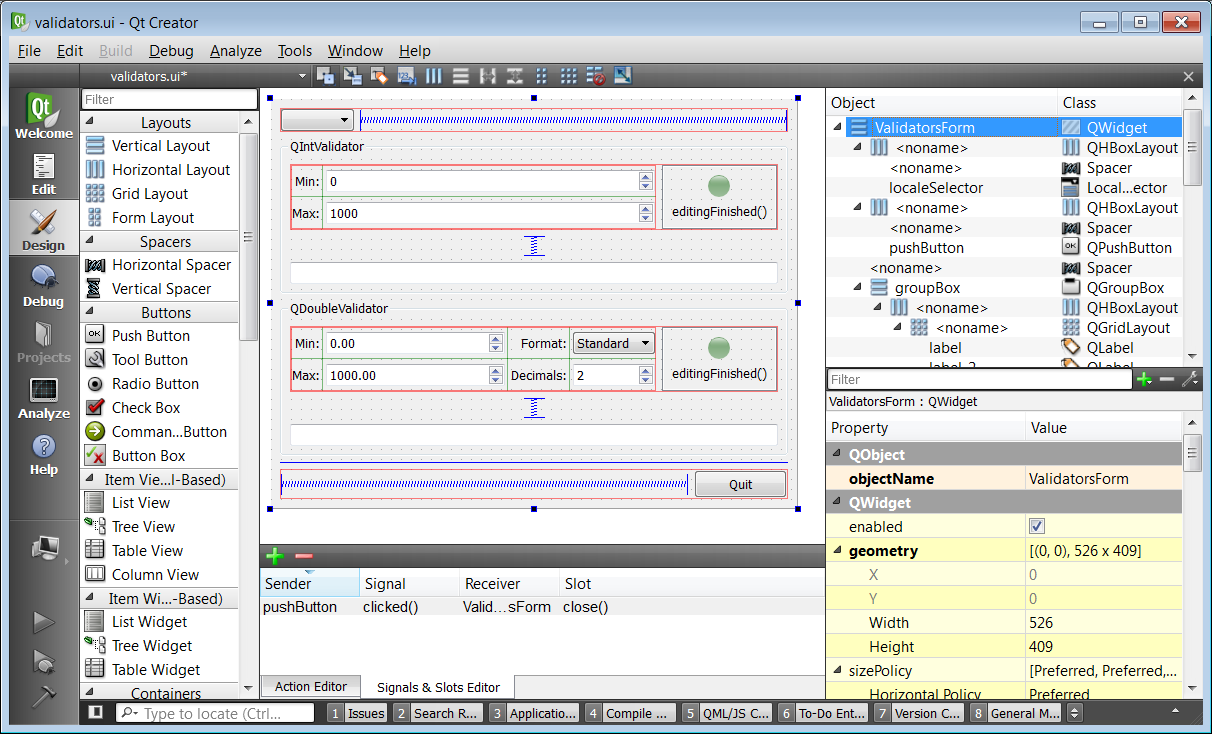 validators.ui - Qt Creator
File Edit Build Debug Analyze Tools Window Help
validators.ui*
Qt
Welcome
Edit
Design
Debug
Projects
Analyze
Help
Filter
Layouts
Vertical Layout
Horizontal Layout
Grid Layout
Form Layout
Spacers
Horizontal Spacer
Vertical Spacer
Buttons
OK Push Button
Tool Button
Radio Button
Check Box
Comman...Button
Button Box
Item Vie...l-Based)
List View
Tree View
Table View
Column View
Item Wi...-Based)
List Widget
Tree Widget
Table Widget
Containers
QIntValidator
Min: 0
Max: 1000
editingFinished()
QDoubleValidator
Min: 0.00 Format: Standard
Max: 1000.00 Decimals: 2
editingFinished()
Quit
Sender Signal Receiver Slot
pushButton clicked() Valid...sForm close()
Action Editor Signals & Slots Editor
Object Class
ValidatorsForm QWidget
<noname> QHBoxLayout
<noname> Spacer
localeSelector Local...ector
<noname> QHBoxLayout
<noname> Spacer
pushButton OK QPushButton
<noname> Spacer
groupBox QGroupBox
<noname> QHBoxLayout
<noname> QGridLayout
label QLabel
label_2 QLabel
Filter
ValidatorsForm : QWidget
Property Value
QObject
objectName ValidatorsForm
QWidget
enabled
geometry [(0, 0), 526 x 409]
X 0
Y 0
Width 526
Height 409
sizePolicy [Preferred, Preferred,...
Horizontal Policy Preferred
Type to locate (Ctrl... 1 Issues 2 Search R... 3 Applicatio... 4 Compile ... 5 QML/JS C... 6 To-Do Ent... 7 Version C... 8 General M...